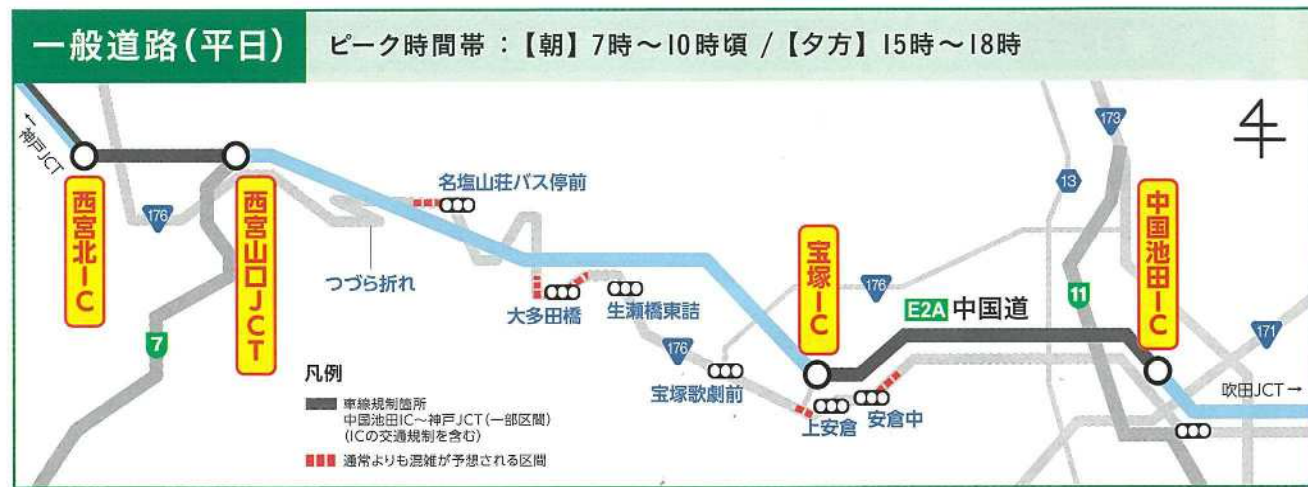 一般道路(平日)
ピーク時間帯：【朝】7時～10時頃 /【夕方】15時～18時
←神戸JCT
西宮北IC
176
7
西宮山口JCT
つづら折れ
名塩山荘バス停前
大多田橋
生瀬橋東詰
176
宝塚歌劇前
宝塚IC
上安倉
安倉中
176
E2A 中国道
13
173
11
中国池田IC
171
吹田JCT→
凡例
車線規制箇所
中国池田IC～神戸JCT(一部区間)
(ICの交通規制を含む)
通常よりも混雑が予想される区間